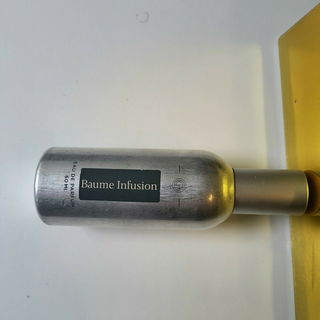 Baume Infusion
EAU DE PARFUM
50 ML